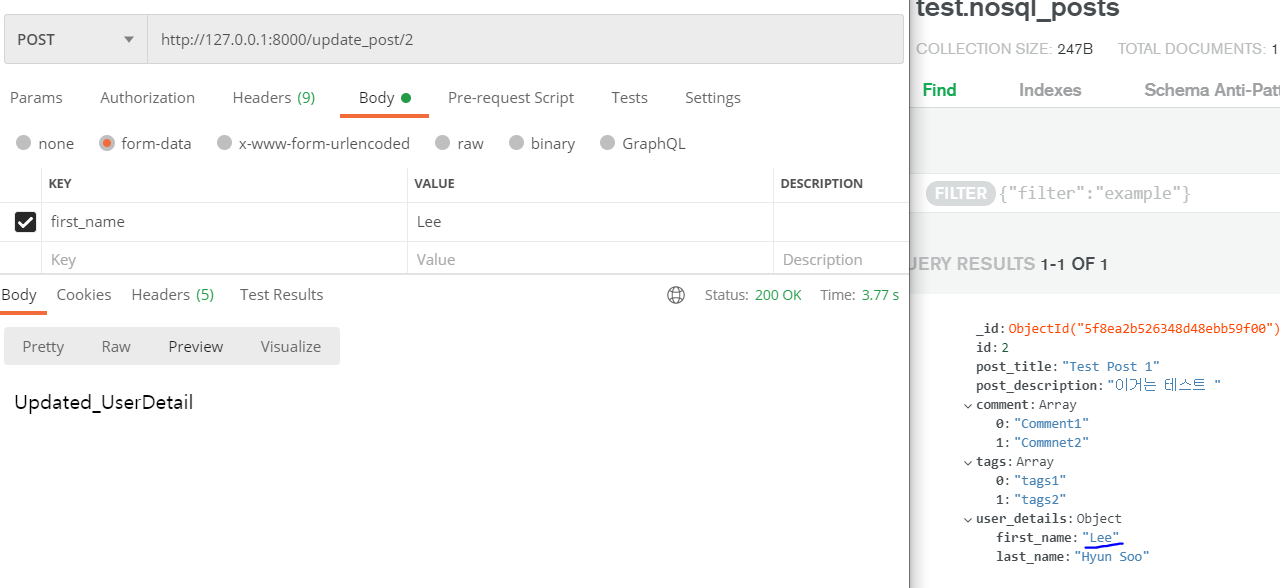 POST http://127.0.0.1:8000/update_post/2
Params Authorization Headers (9) Body Pre-request Script Tests Settings
none form-data x-www-form-urlencoded raw binary GraphQL
KEY VALUE DESCRIPTION
first_name Lee
Key Value Description
Body Cookies Headers (5) Test Results Status: 200 OK Time: 3.77 s
Pretty Raw Preview Visualize
Updated_UserDetail
test.nosql_posts
COLLECTION SIZE: 247B TOTAL DOCUMENTS: 1
Find Indexes Schema Anti-Patt
FILTER {"filter":"example"}
UERY RESULTS 1-1 OF 1
_id: ObjectId("5f8ea2b526348d48ebb59f00")
id: 2
post_title: "Test Post 1"
post_description: "이거는 테스트 "
comment: Array
0: "Comment1"
1: "Commnet2"
tags: Array
0: "tags1"
1: "tags2"
user_details: Object
first_name: "Lee"
last_name: "Hyun Soo"